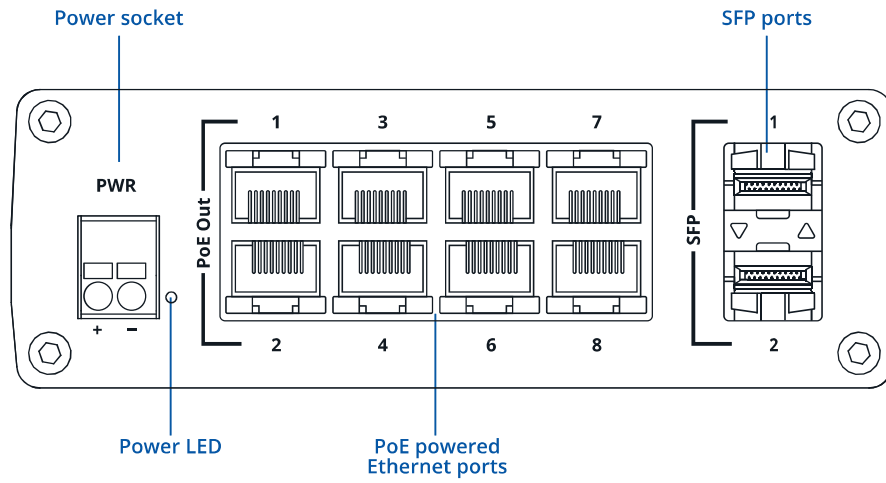 Power socket
SFP ports
1 3 5 7
1
PWR
PoE Out
SFP
+ −
2 4 6 8
2
Power LED
PoE powered
Ethernet ports